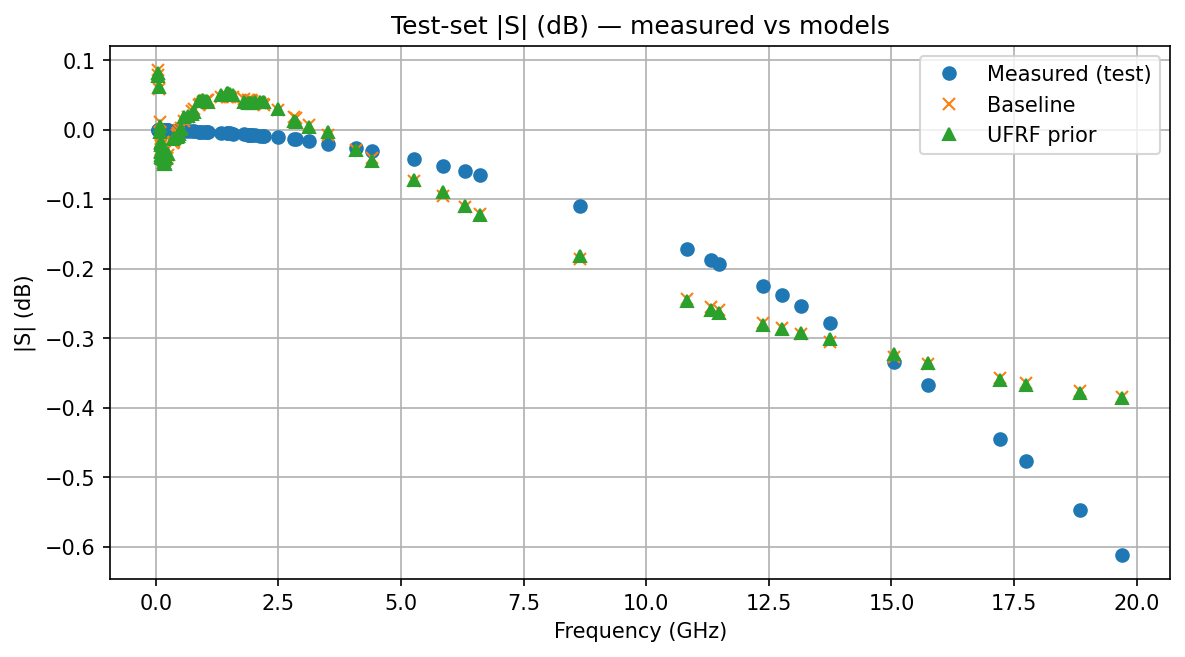 Test-set |S| (dB) — measured vs models
Measured (test)
Baseline
UFRF prior
|S| (dB)
0.1
0.0
−0.1
−0.2
−0.3
−0.4
−0.5
−0.6
0.0 2.5 5.0 7.5 10.0 12.5 15.0 17.5 20.0
Frequency (GHz)